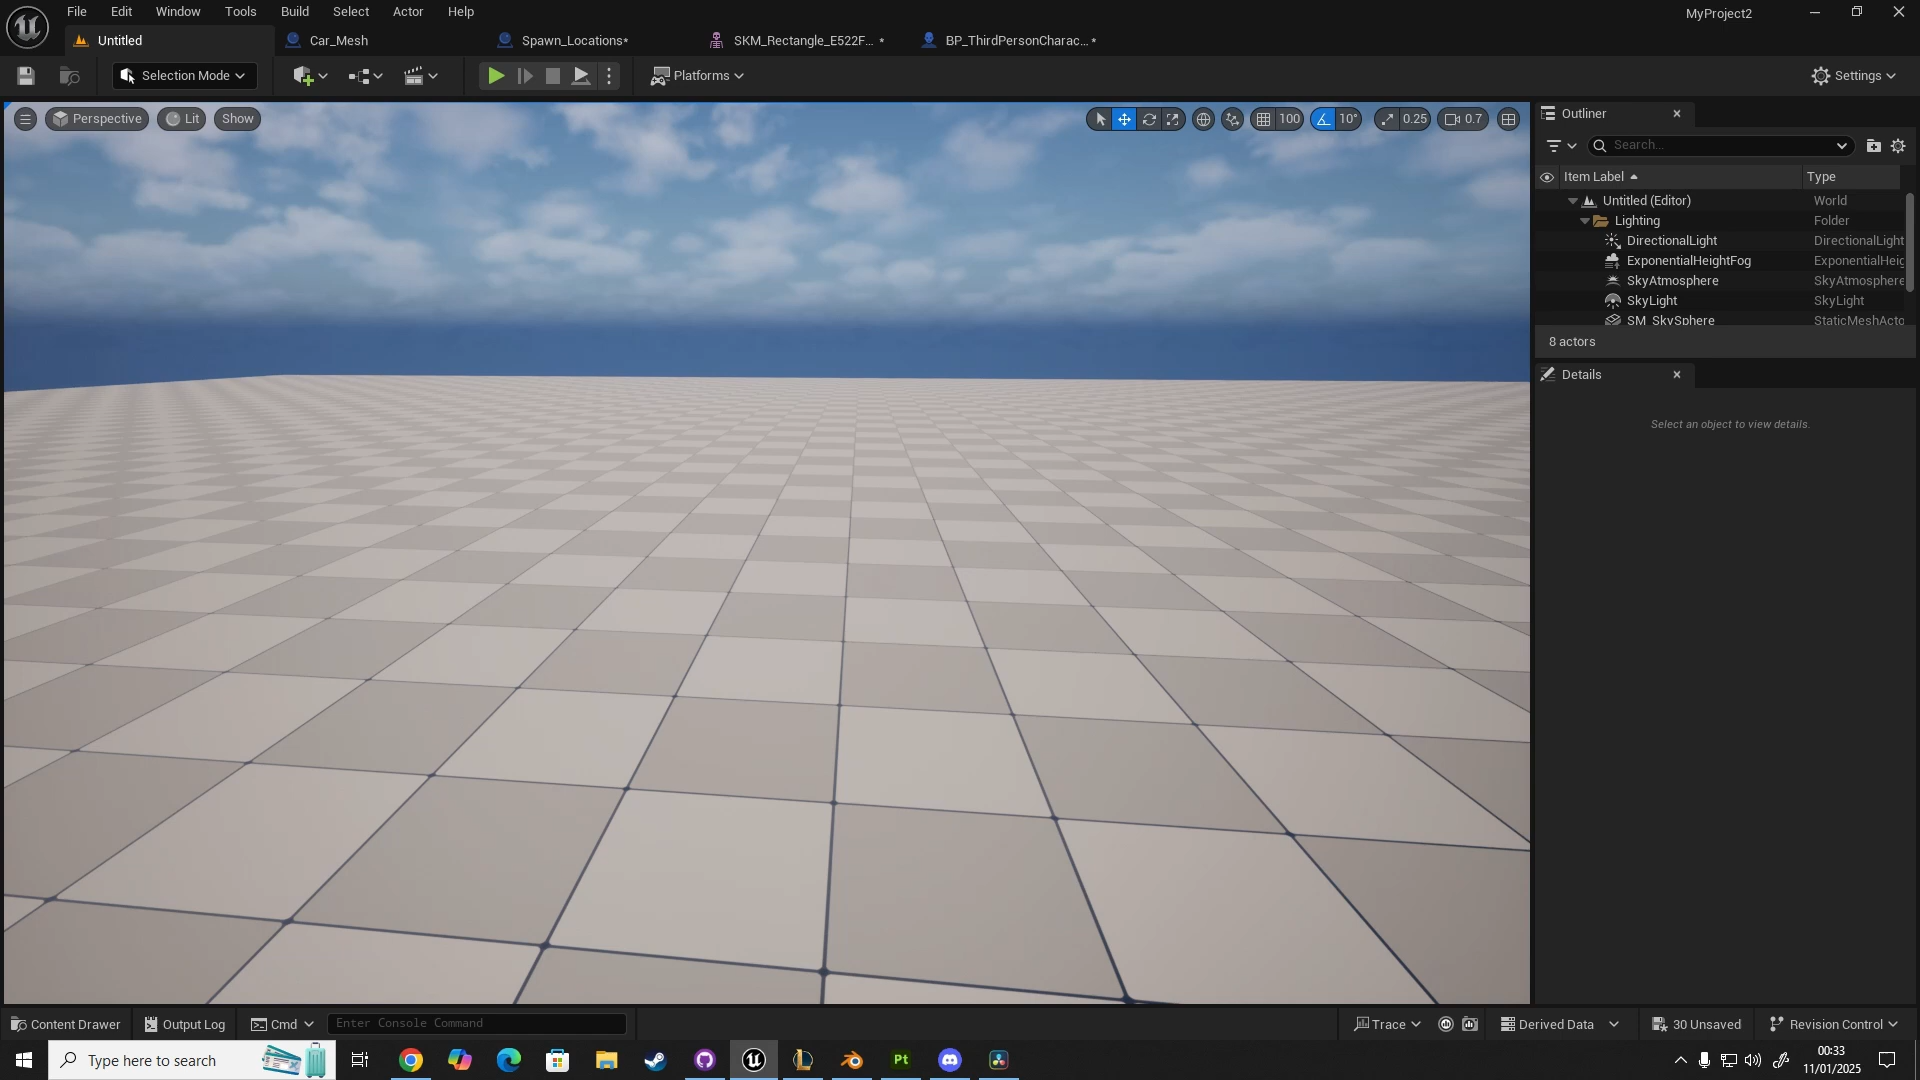 File Edit Window Tools Build Select Actor Help
MyProject2
Untitled
Car_Mesh
Spawn_Locations*
SKM_Rectangle_E522F... *
BP_ThirdPersonCharac... *
Selection Mode
Platforms
Settings
Perspective
Lit
Show
100
10°
0.25
0.7
Outliner
Search...
Item Label
Type
Untitled (Editor)
World
Lighting
Folder
DirectionalLight
DirectionalLight
ExponentialHeightFog
ExponentialHeig
SkyAtmosphere
SkyAtmosphere
SkyLight
SkyLight
SM_SkySphere
StaticMeshActo
8 actors
Details
Select an object to view details.
Content Drawer
Output Log
Cmd
Enter Console Command
Trace
Derived Data
30 Unsaved
Revision Control
Type here to search
Pt
00:33
11/01/2025